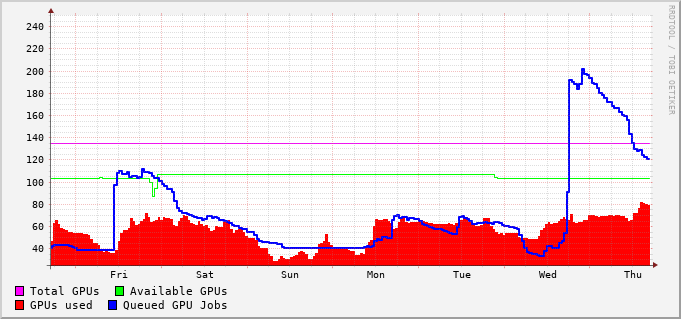 240
220
200
180
160
140
120
100
80
60
40
Fri Sat Sun Mon Tue Wed Thu
Total GPUs Available GPUs
GPUs used Queued GPU Jobs
RRDTOOL / TOBI OETIKER